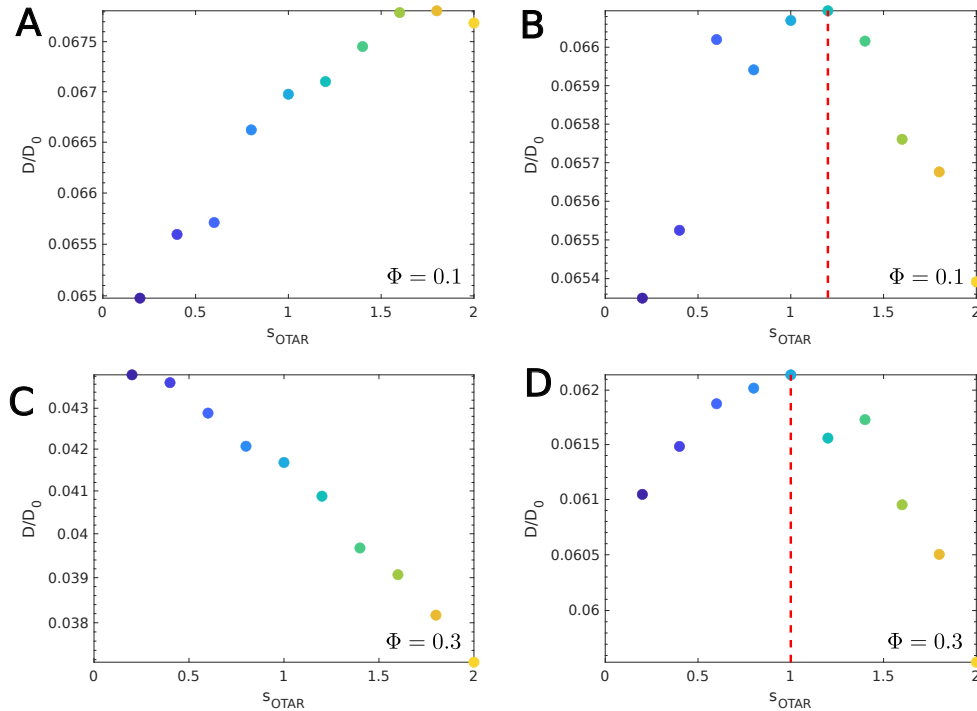 A
0.0675
0.067
0.0665
0.066
0.0655
0.065
D/D0
0
0.5
1
1.5
2
sOTAR
Φ = 0.1
B
0.066
0.0659
0.0658
0.0657
0.0656
0.0655
0.0654
D/D0
0
0.5
1
1.5
2
sOTAR
Φ = 0.1
C
0.043
0.042
0.041
0.04
0.039
0.038
D/D0
0
0.5
1
1.5
2
sOTAR
Φ = 0.3
D
0.062
0.0615
0.061
0.0605
0.06
D/D0
0
0.5
1
1.5
2
sOTAR
Φ = 0.3